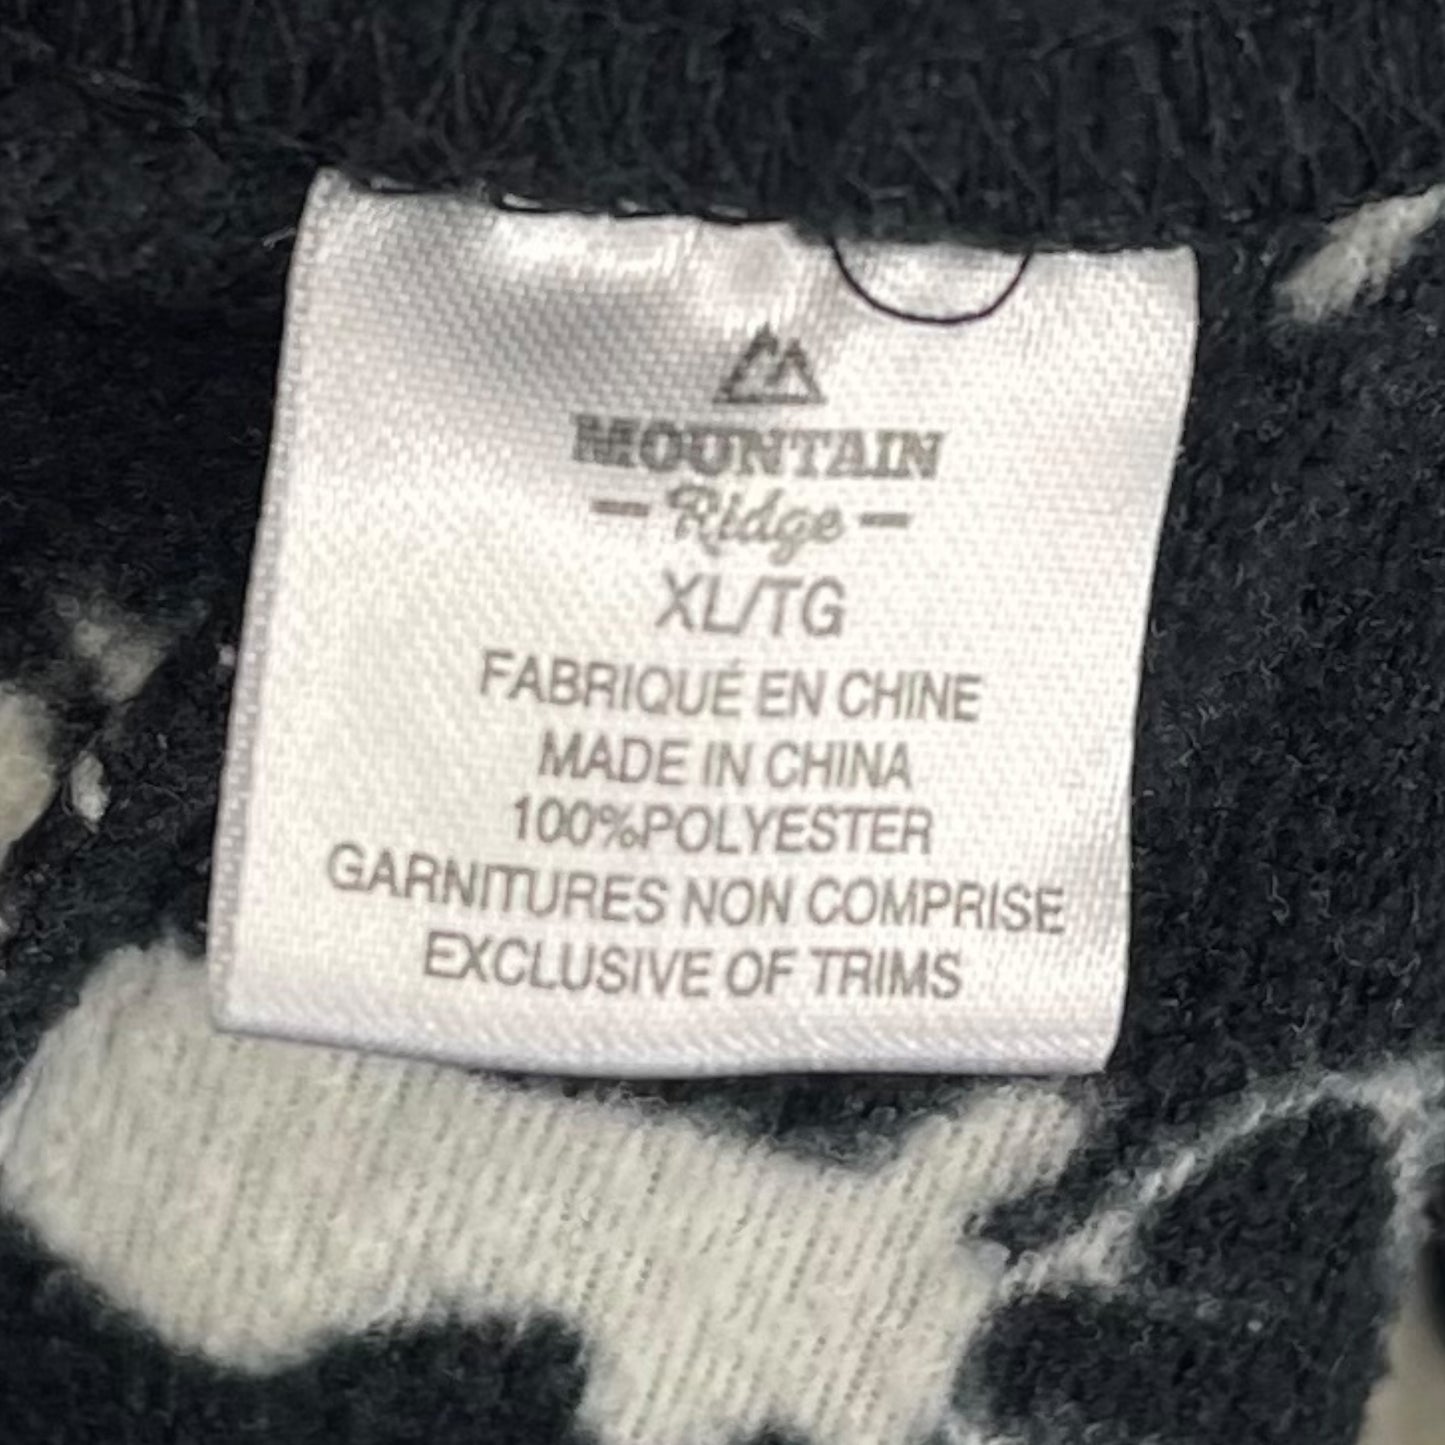 MOUNTAIN
Ridge
XL/TG
FABRIQUÉ EN CHINE
MADE IN CHINA
100%POLYESTER
GARNITURES NON COMPRISE
EXCLUSIVE OF TRIMS